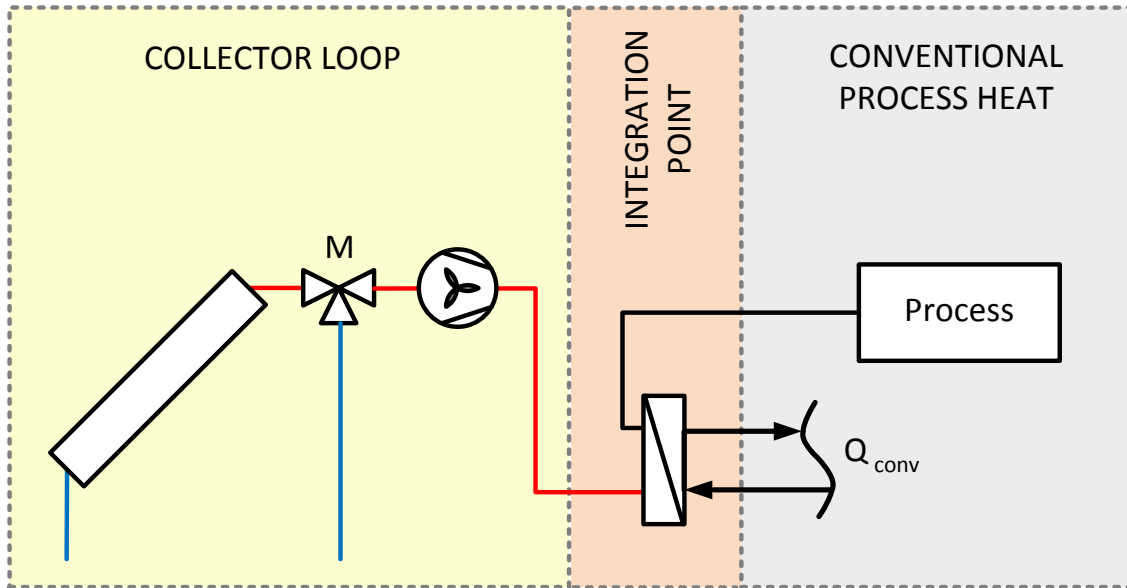 COLLECTOR LOOP
INTEGRATION
POINT
CONVENTIONAL
PROCESS HEAT
M
Process
Q conv